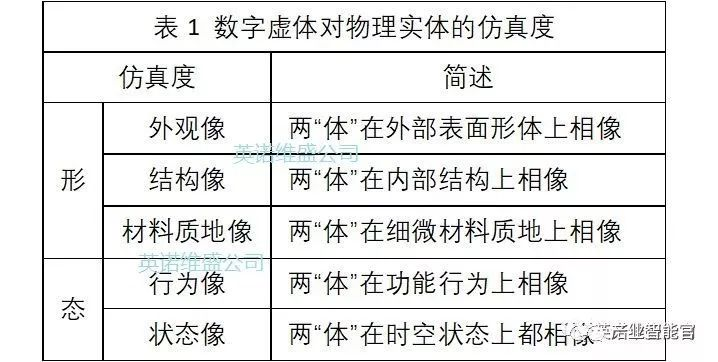 表 1 数字虚体对物理实体的仿真度
仿真度 简述
外观像 两“体”在外部表面形体上相像
英诺维盛公司
形 结构像 两“体”在内部结构上相像
材料质地像 两“体”在细微材料质地上相像
英诺维盛公司
行为像 两“体”在功能行为上相像
态
状态像 两“体”在时空状态上都相像
英诺业智能官